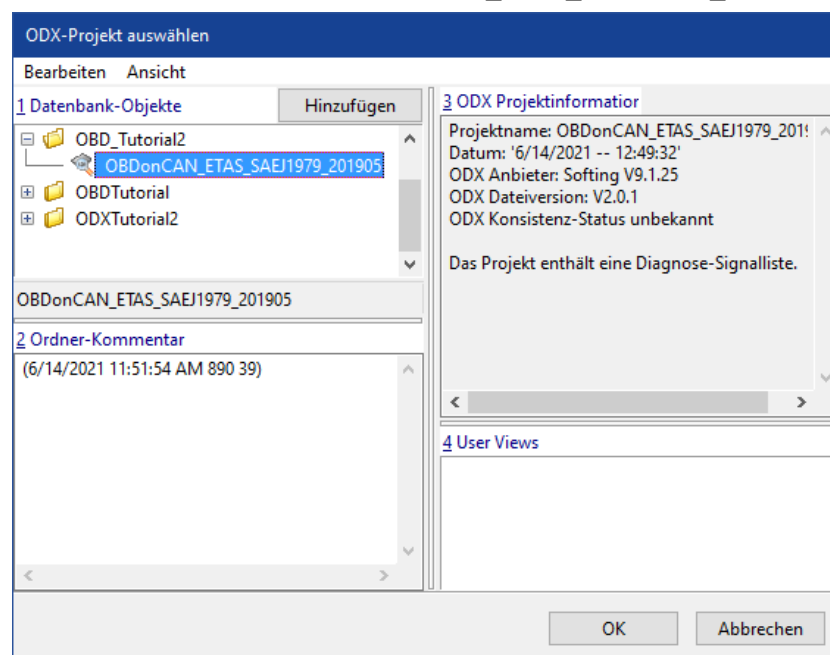 ODX-Projekt auswählen
Bearbeiten Ansicht
1 Datenbank-Objekte
Hinzufügen
OBD_Tutorial2
OBDonCAN_ETAS_SAEJ1979_201905
OBDTutorial
ODXTutorial2
OBDonCAN_ETAS_SAEJ1979_201905
2 Ordner-Kommentar
(6/14/2021 11:51:54 AM 890 39)
3 ODX Projektinformation
Projektname: OBDonCAN_ETAS_SAEJ1979_201
Datum: '6/14/2021 -- 12:49:32'
ODX Anbieter: Softing V9.1.25
ODX Dateiversion: V2.0.1
ODX Konsistenz-Status unbekannt
Das Projekt enthält eine Diagnose-Signalliste.
4 User Views
OK
Abbrechen